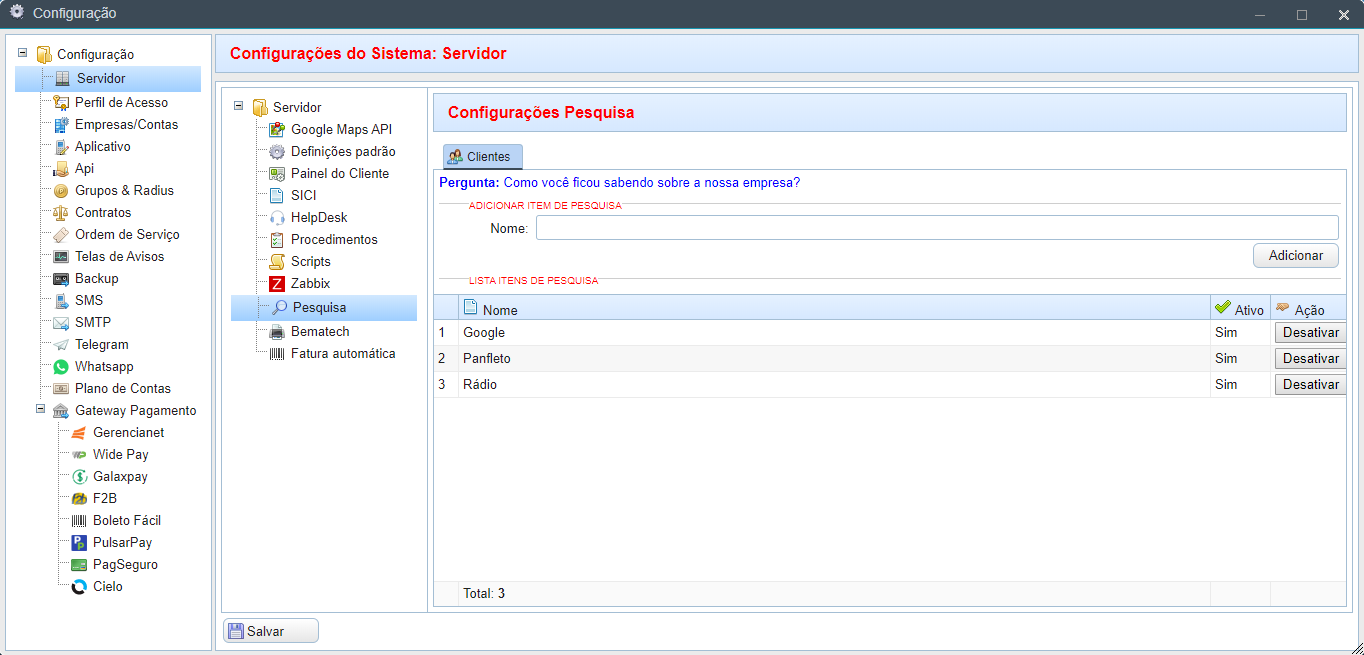 Configuração
Configuração
Servidor
Perfil de Acesso
Empresas/Contas
Aplicativo
Api
Grupos & Radius
Contratos
Ordem de Serviço
Telas de Avisos
Backup
SMS
SMTP
Telegram
Whatsapp
Plano de Contas
Gateway Pagamento
Gerencianet
Wide Pay
Galaxpay
F2B
Boleto Fácil
PulsarPay
PagSeguro
Cielo
Configurações do Sistema: Servidor
Servidor
Google Maps API
Definições padrão
Painel do Cliente
SICI
HelpDesk
Procedimentos
Scripts
Z Zabbix
Pesquisa
Bematech
Fatura automática
Configurações Pesquisa
Clientes
Pergunta: Como você ficou sabendo sobre a nossa empresa?
ADICIONAR ITEM DE PESQUISA
Nome:
Adicionar
LISTA ITENS DE PESQUISA
Nome Ativo Ação
1 Google Sim Desativar
2 Panfleto Sim Desativar
3 Rádio Sim Desativar
Total: 3
Salvar